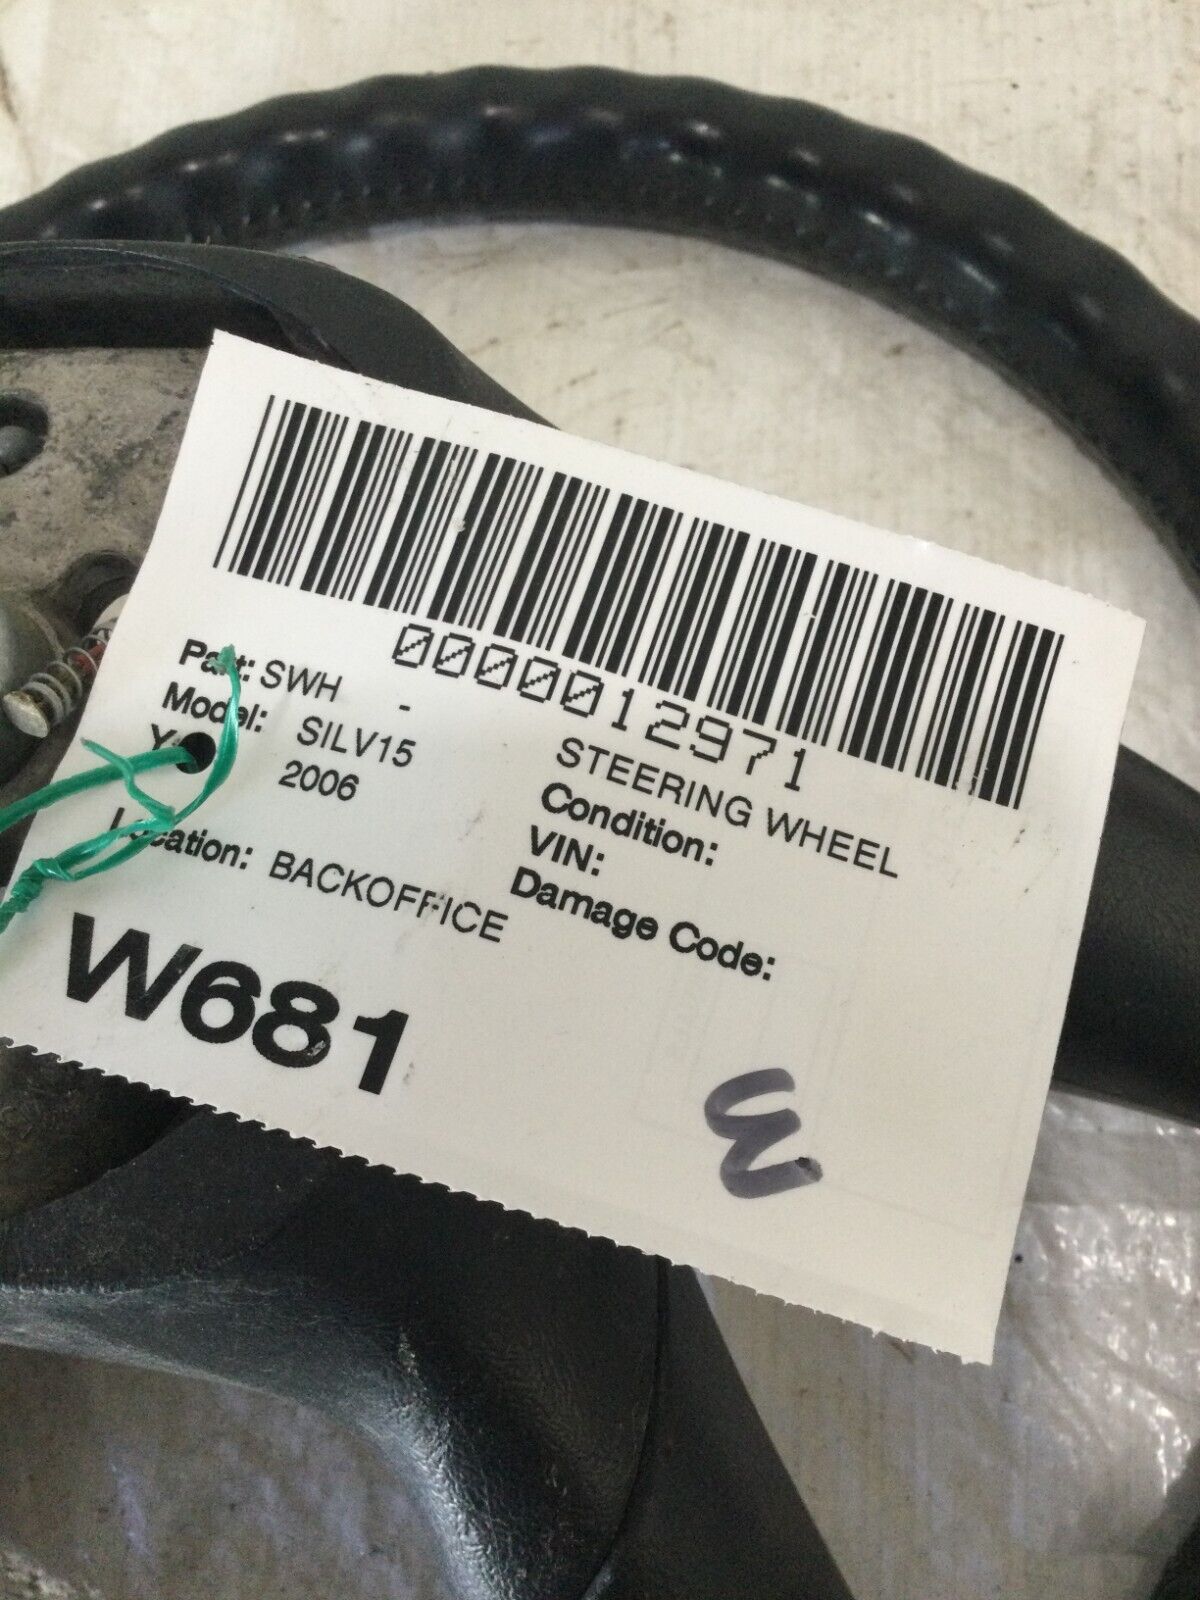 0000012971
Part: SWH - STEERING WHEEL
Model: SILV15 Condition:
2006 VIN:
Location: BACKOFFICE Damage Code:
W681